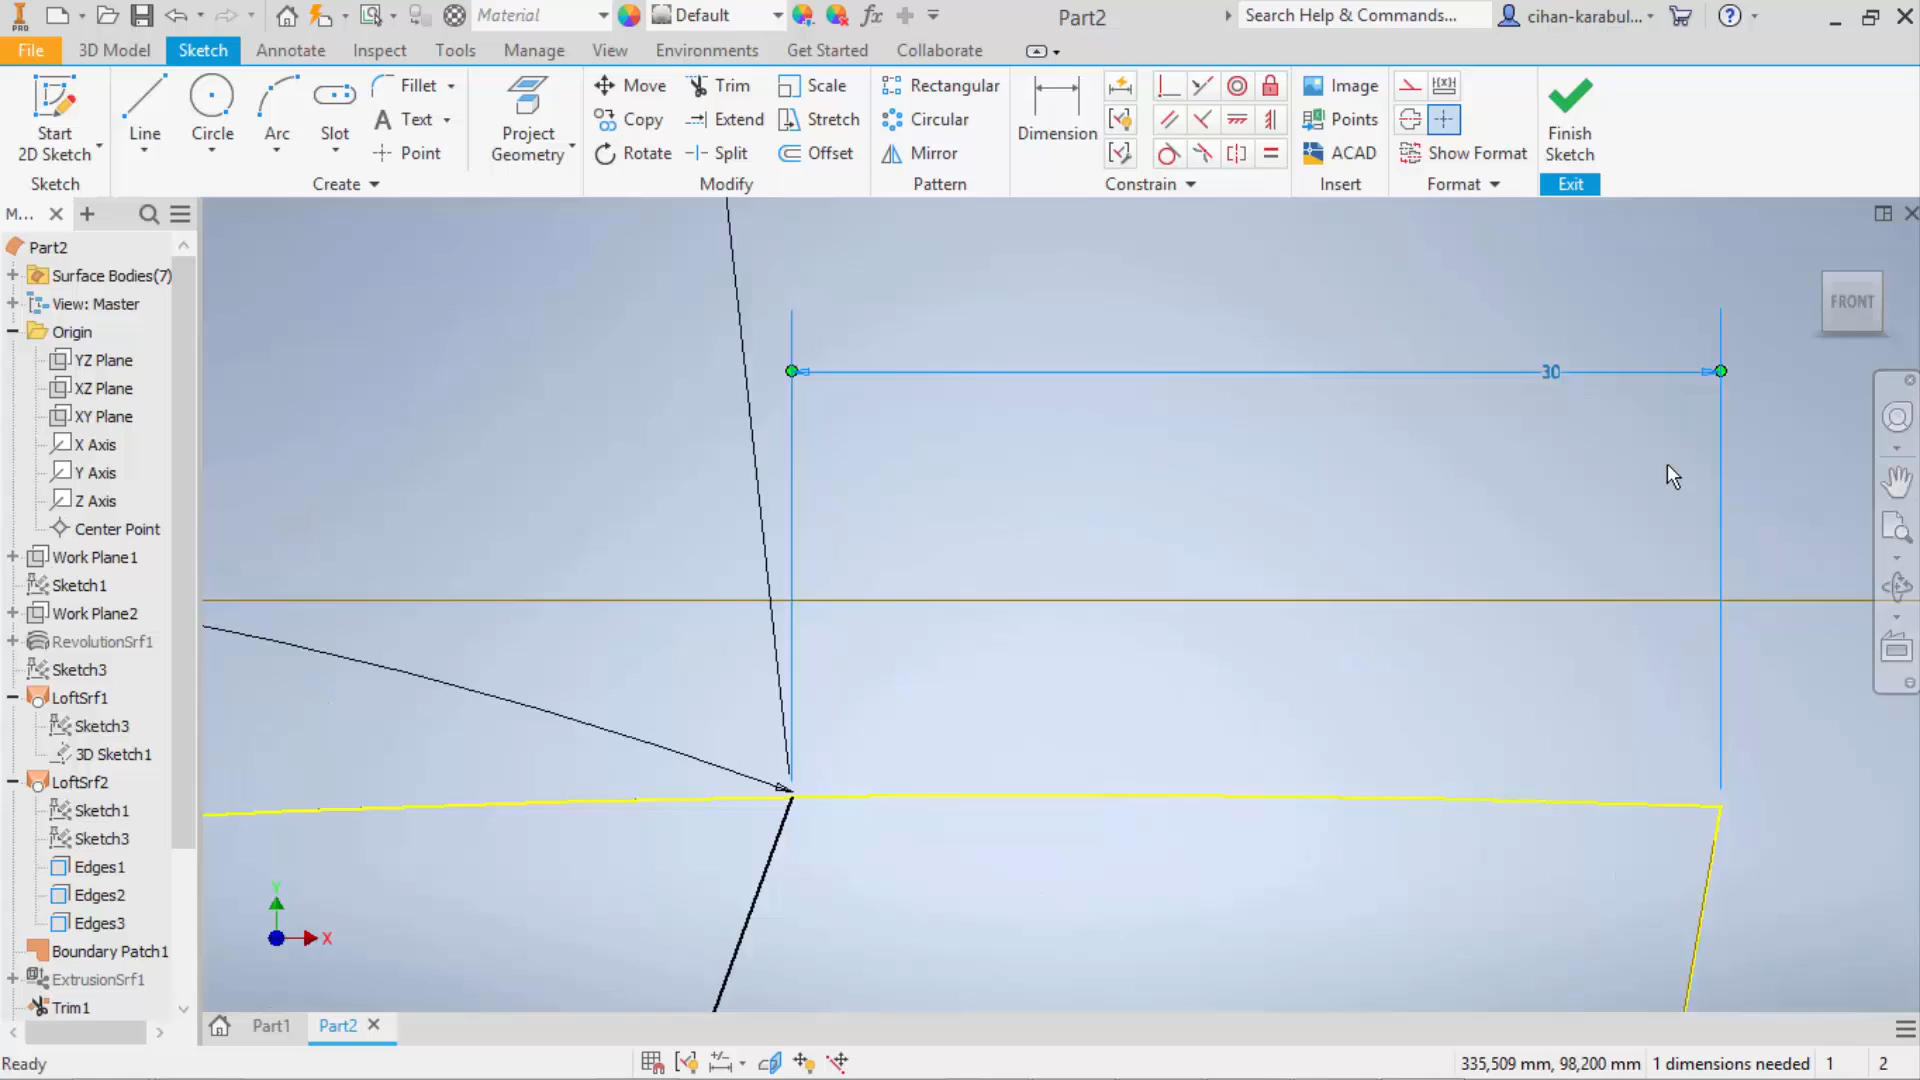 PRO Material Default fx Part2 Search Help & Commands... cihan-karabul...
File 3D Model Sketch Annotate Inspect Tools Manage View Environments Get Started Collaborate
Start 2D Sketch
Line
Circle
Arc
Slot
Fillet
Text
Point
Project Geometry
Move
Copy
Rotate
Trim
Extend
Split
Scale
Stretch
Offset
Rectangular
Circular
Mirror
Dimension
Image
Points
ACAD
Show Format
Finish Sketch
Sketch Create Modify Pattern Constrain Insert Format Exit
M...
Part2
Surface Bodies(7)
View: Master
Origin
YZ Plane
XZ Plane
XY Plane
X Axis
Y Axis
Z Axis
Center Point
Work Plane1
Sketch1
Work Plane2
RevolutionSrf1
Sketch3
LoftSrf1
Sketch3
3D Sketch1
LoftSrf2
Sketch1
Sketch3
Edges1
Edges2
Edges3
Boundary Patch1
ExtrusionSrf1
Trim1
30
FRONT
Y
X
Part1 Part2
Ready 335,509 mm, 98,200 mm 1 dimensions needed 1 2